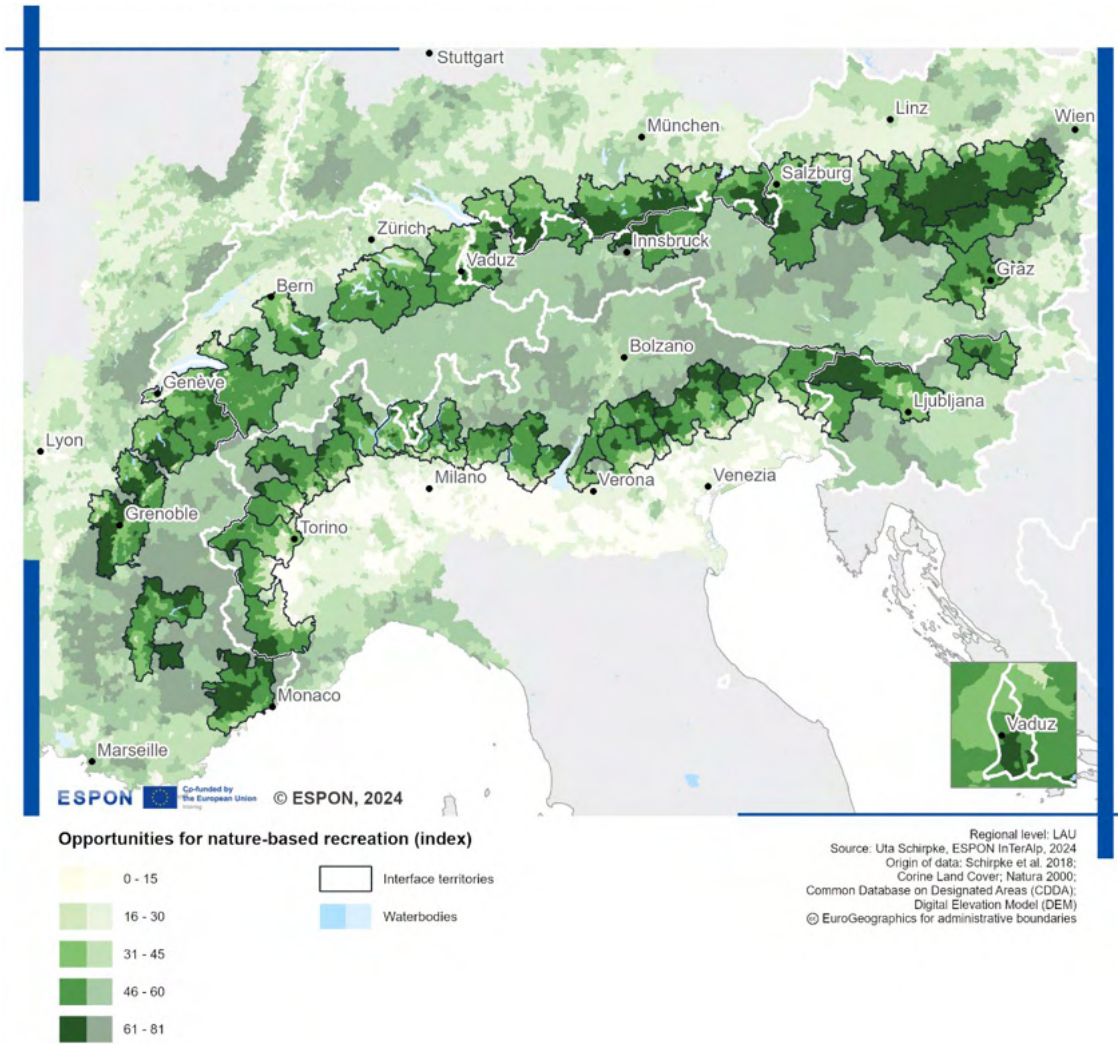 Stuttgart
Linz
Wien
München
Salzburg
Zürich
Innsbruck
Vaduz
Graz
Bern
Bolzano
Genève
Ljubljana
Lyon
Milano
Verona
Venezia
Grenoble
Torino
Monaco
Vaduz
Marseille
ESPON
Co-funded by
the European Union
Interreg
© ESPON, 2024
Opportunities for nature-based recreation (index)
0 - 15
16 - 30
31 - 45
46 - 60
61 - 81
Interface territories
Waterbodies
Regional level: LAU
Source: Uta Schirpke, ESPON InTerAlp, 2024
Origin of data: Schirpke et al. 2018;
Corine Land Cover; Natura 2000;
Common Database on Designated Areas (CDDA);
Digital Elevation Model (DEM)
㏄ EuroGeographics for administrative boundaries